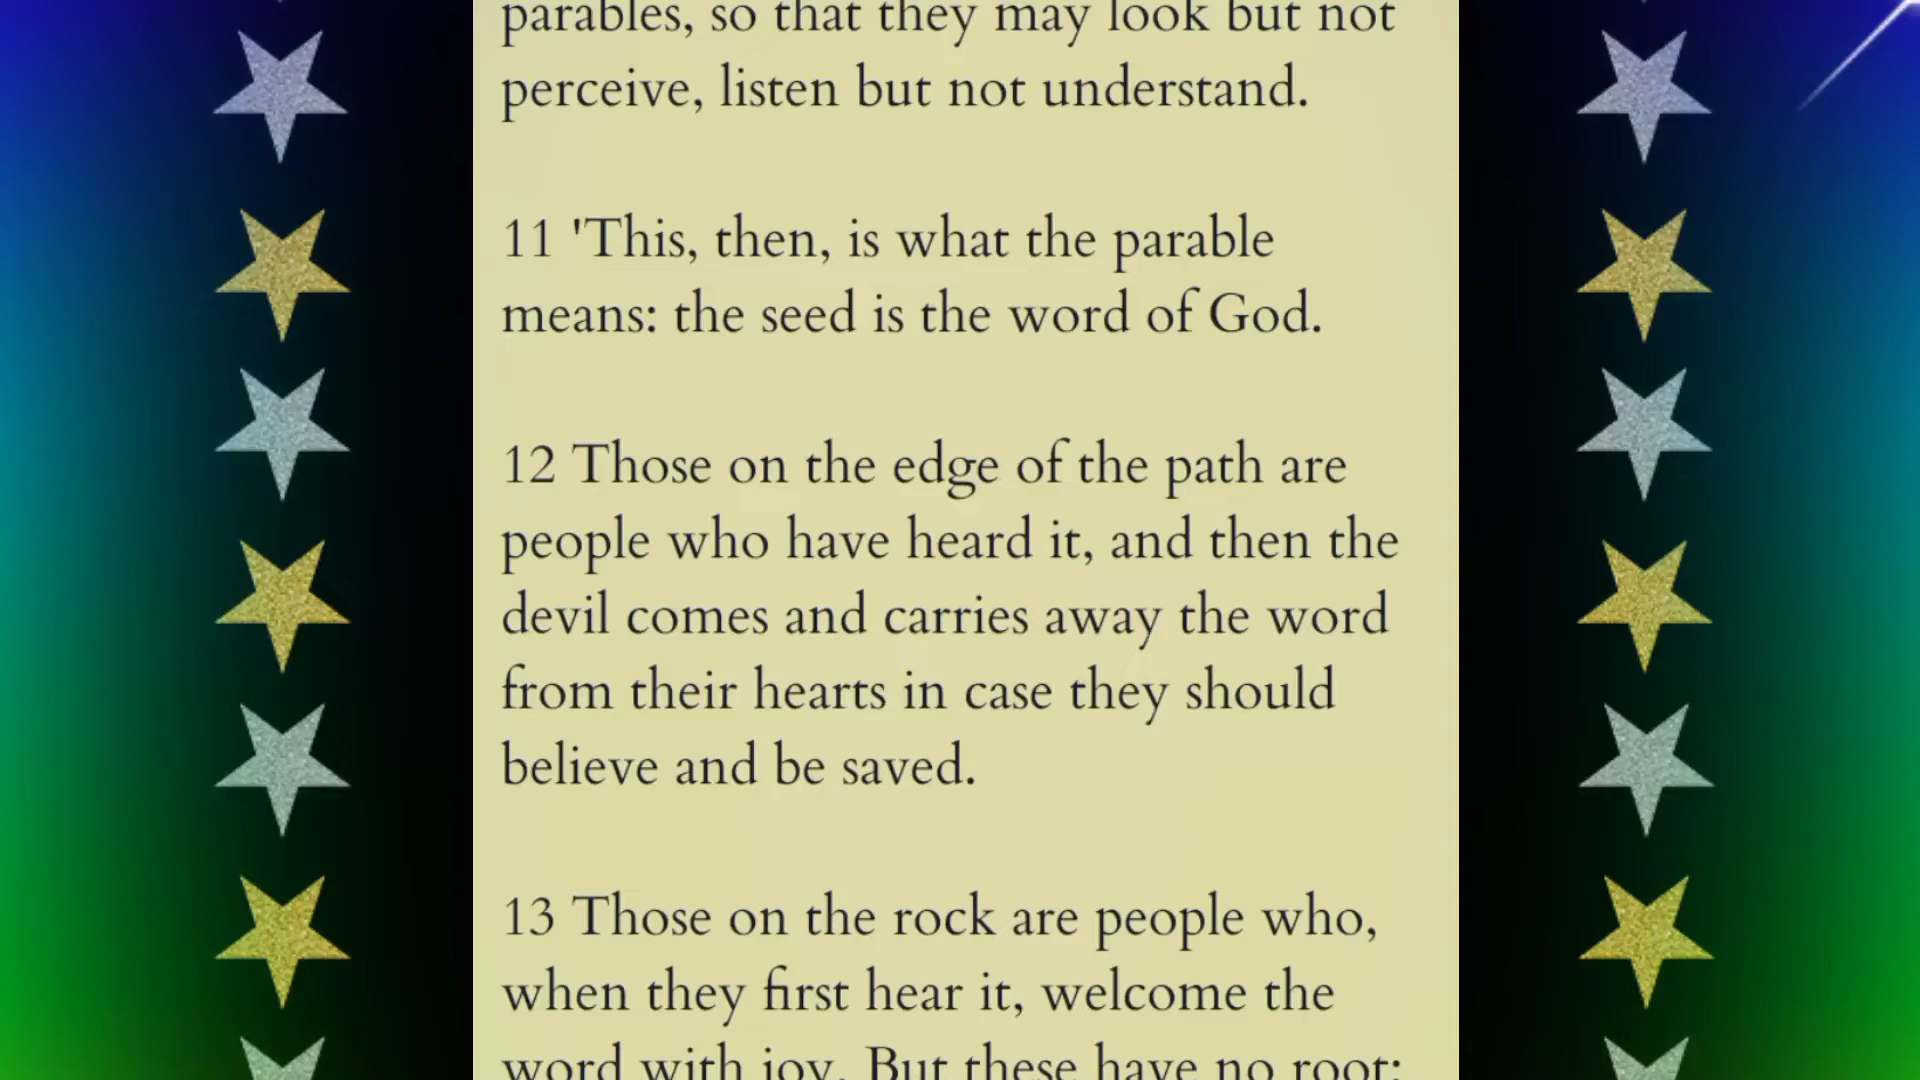 parables, so that they may look but not
perceive, listen but not understand.
11 'This, then, is what the parable
means: the seed is the word of God.
12 Those on the edge of the path are
people who have heard it, and then the
devil comes and carries away the word
from their hearts in case they should
believe and be saved.
13 Those on the rock are people who,
when they first hear it, welcome the
word with joy. But these have no root;